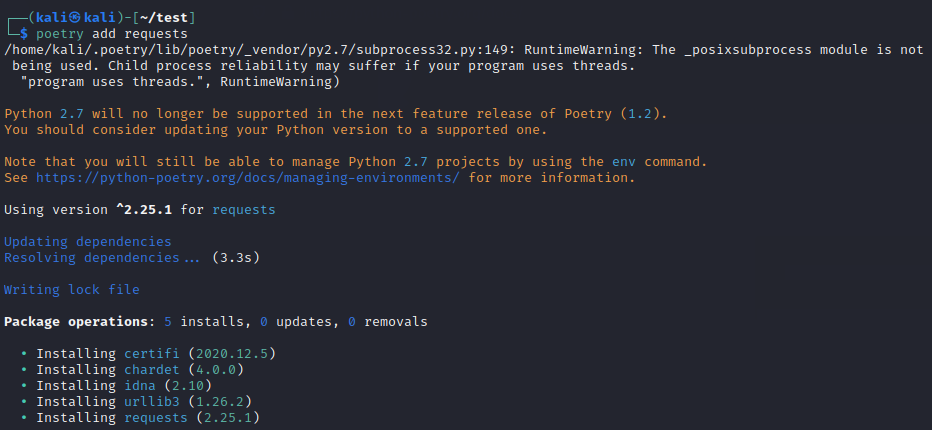 ┌──(kali㉿kali)-[~/test]
└─$ poetry add requests
/home/kali/.poetry/lib/poetry/_vendor/py2.7/subprocess32.py:149: RuntimeWarning: The _posixsubprocess module is not
being used. Child process reliability may suffer if your program uses threads.
"program uses threads.", RuntimeWarning)
Python 2.7 will no longer be supported in the next feature release of Poetry (1.2).
You should consider updating your Python version to a supported one.
Note that you will still be able to manage Python 2.7 projects by using the env command.
See https://python-poetry.org/docs/managing-environments/ for more information.
Using version ^2.25.1 for requests
Updating dependencies
Resolving dependencies... (3.3s)
Writing lock file
Package operations: 5 installs, 0 updates, 0 removals
• Installing certifi (2020.12.5)
• Installing chardet (4.0.0)
• Installing idna (2.10)
• Installing urllib3 (1.26.2)
• Installing requests (2.25.1)